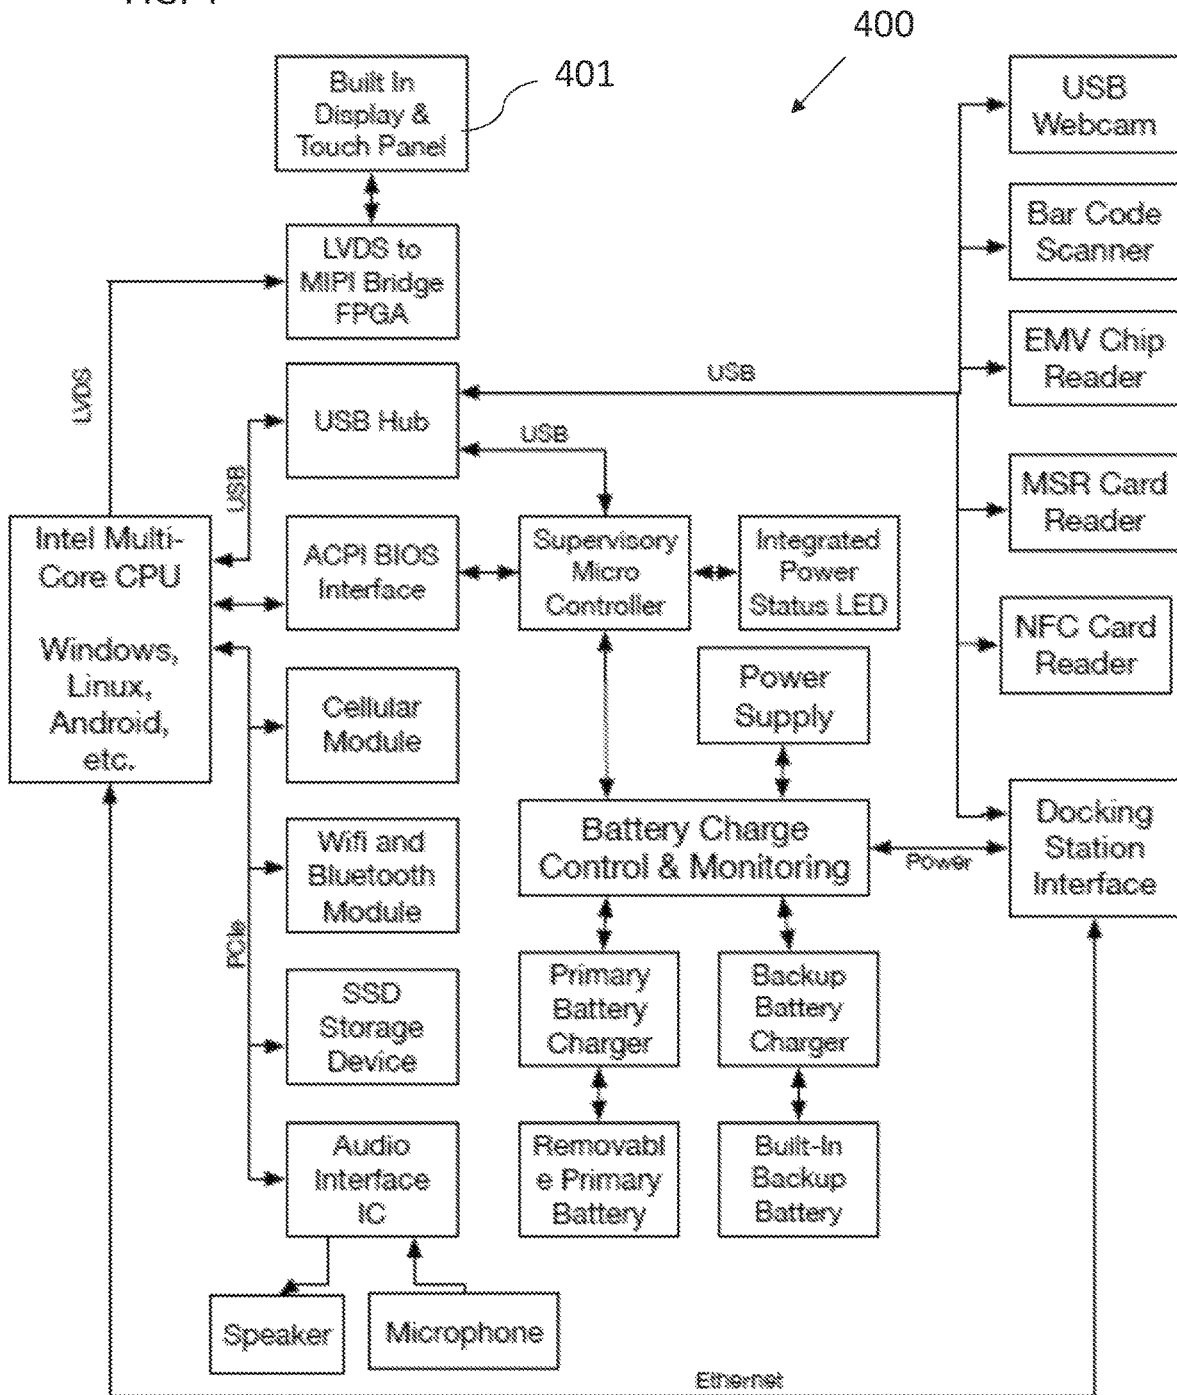 400
Built In
Display &
Touch Panel
401
USB
Webcam
LVDS to
MIPI Bridge
FPGA
Bar Code
Scanner
LVDS
EMV Chip
Reader
USB
USB Hub
USB
USB
MSR Card
Reader
Intel Multi-
Core CPU
Windows,
Linux,
Android,
etc.
ACPI BIOS
Interface
Supervisory
Micro
Controller
Integrated
Power
Status LED
NFC Card
Reader
Cellular
Module
Power
Supply
Wifi and
Bluetooth
Module
Battery Charge
Control & Monitoring
Power
Docking
Station
Interface
PCIe
SSD
Storage
Device
Primary
Battery
Charger
Backup
Battery
Charger
Audio
Interface
IC
Removabl
e Primary
Battery
Built-In
Backup
Battery
Speaker
Microphone
Ethernet